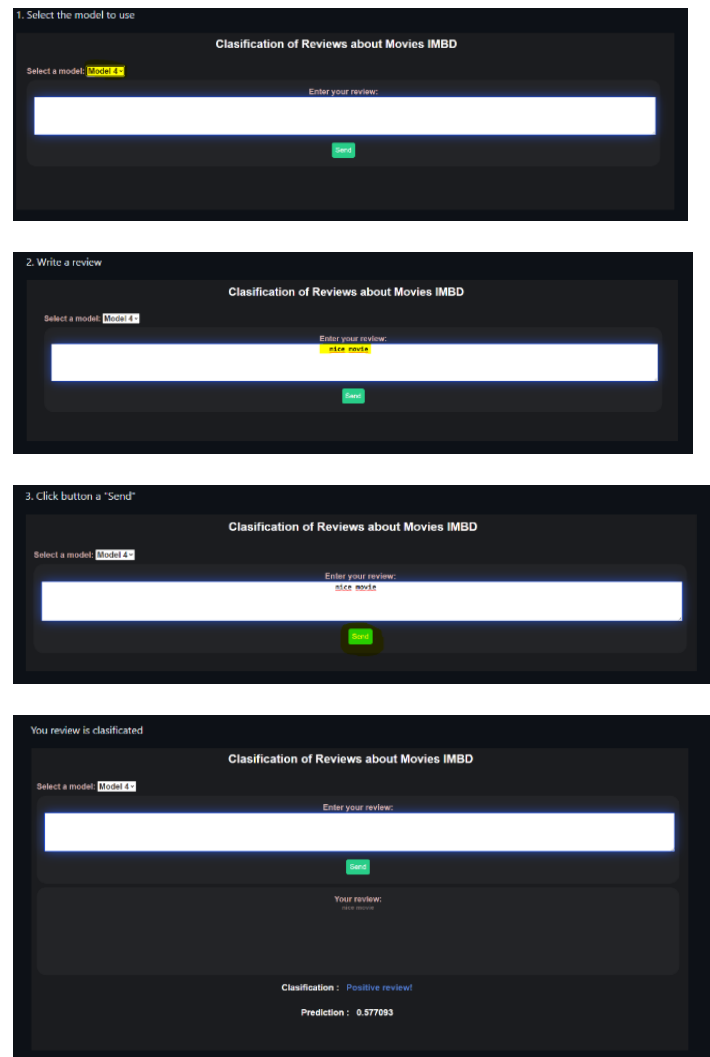 1. Select the model to use
Clasification of Reviews about Movies IMBD
Select a model: Model 4
Enter your review:
Send
2. Write a review
Clasification of Reviews about Movies IMBD
Select a model: Model 4
Enter your review:
nice movie
Send
3. Click button a "Send"
Clasification of Reviews about Movies IMBD
Select a model: Model 4
Enter your review:
nice movie
Send
You review is clasificated
Clasification of Reviews about Movies IMBD
Select a model: Model 4
Enter your review:
Send
Your review:
nice movie
Clasification : Positive review!
Prediction : 0.577093